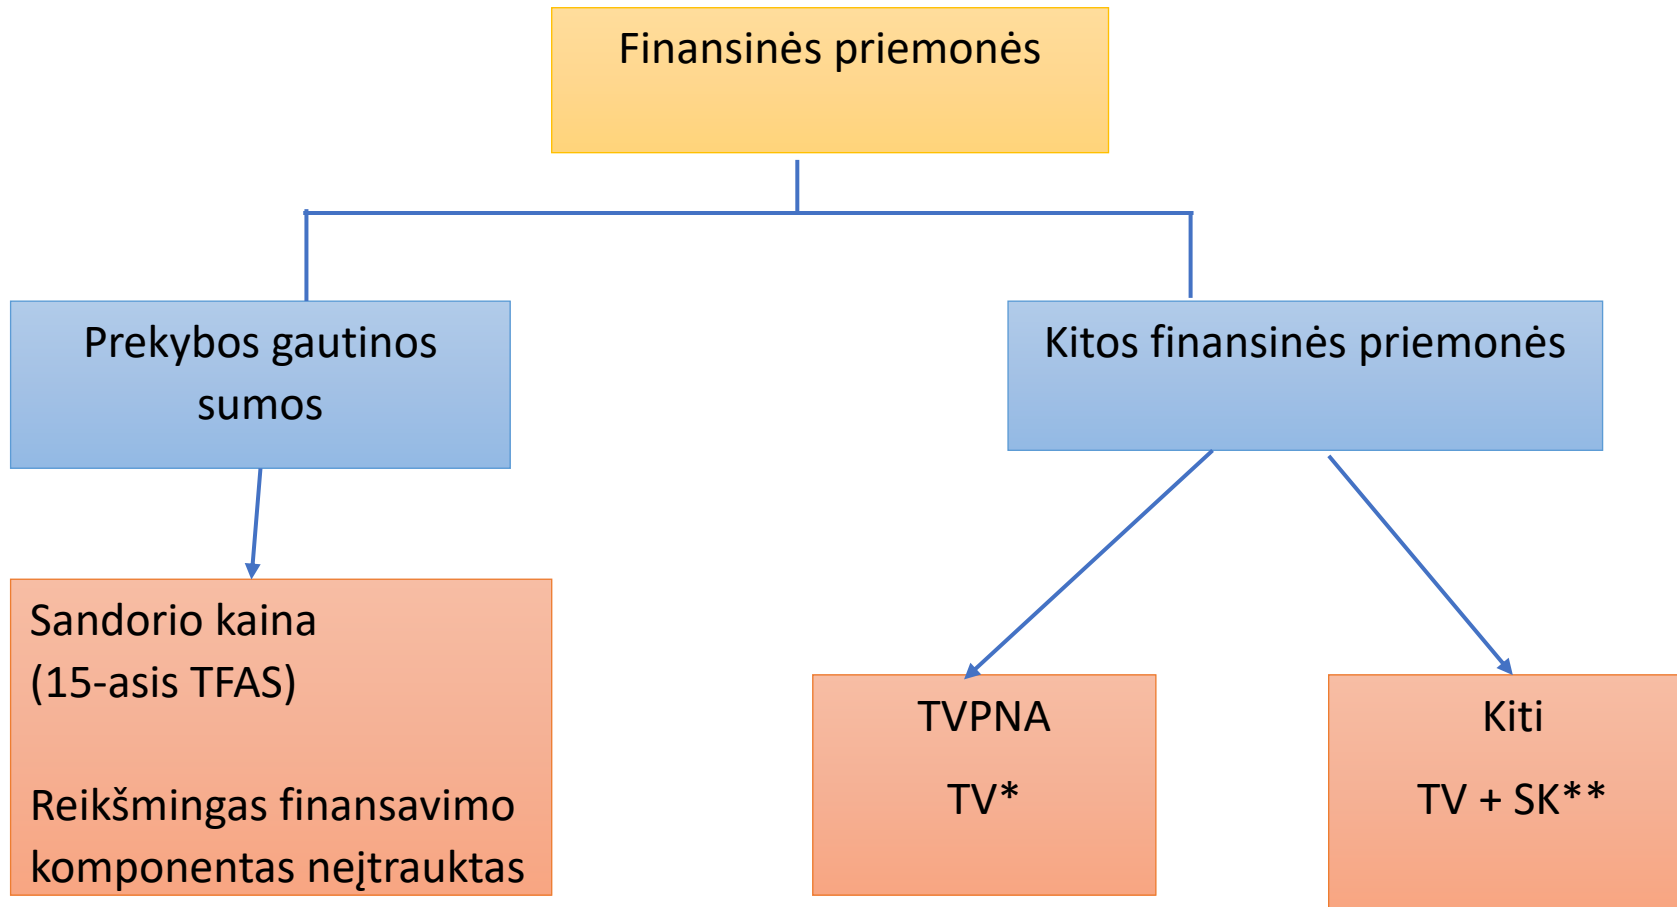 Finansinės priemonės
Prekybos gautinos
sumos
Kitos finansinės priemonės
Sandorio kaina
(15-asis TFAS)
Reikšmingas finansavimo
komponentas neįtrauktas
TVPNA
TV*
Kiti
TV + SK**